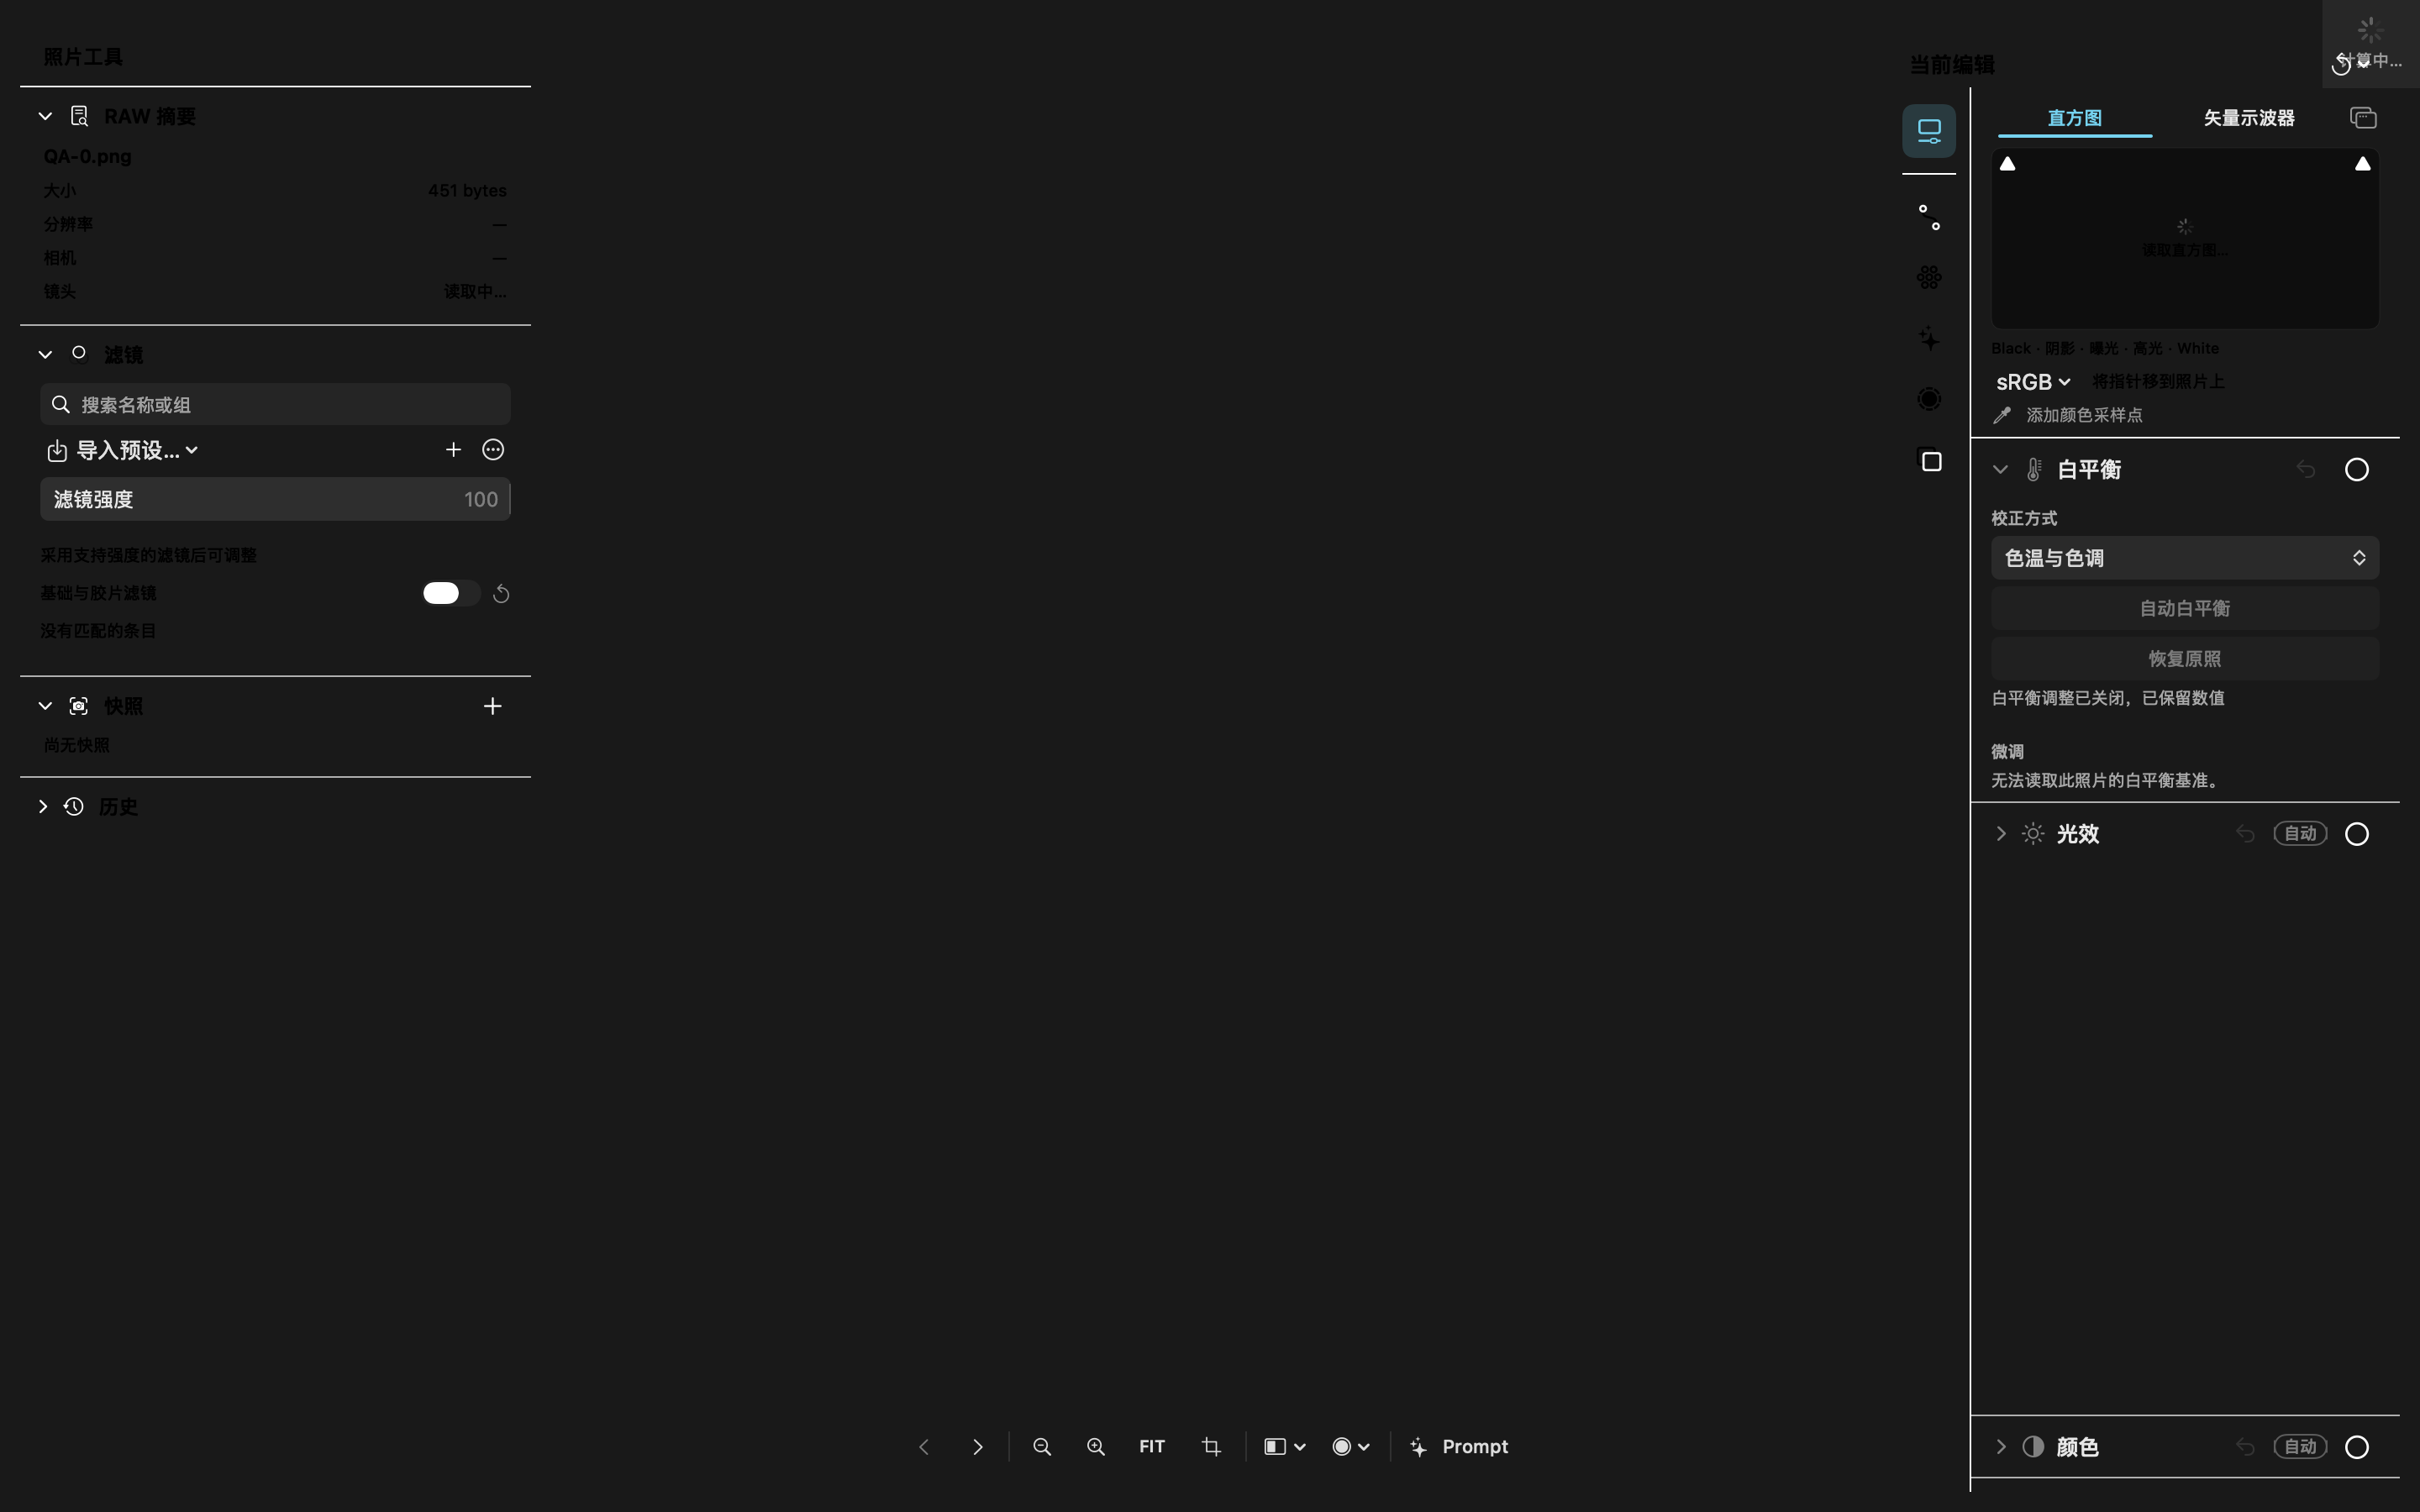 照片工具
RAW 摘要
QA-0.png
大小 451 bytes
分辨率 —
相机 —
镜头 读取中...
滤镜
搜索名称或组
导入预设...
滤镜强度 100
采用支持强度的滤镜后可调整
基础与胶片滤镜
没有匹配的条目
快照
尚无快照
历史
FIT
Prompt
当前编辑
计算中...
直方图 矢量示波器
读取直方图...
Black · 阴影 · 曝光 · 高光 · White
sRGB 将指针移到照片上
添加颜色采样点
白平衡
校正方式
色温与色调
自动白平衡
恢复原照
白平衡调整已关闭，已保留数值
微调
无法读取此照片的白平衡基准。
光效 自动
颜色 自动